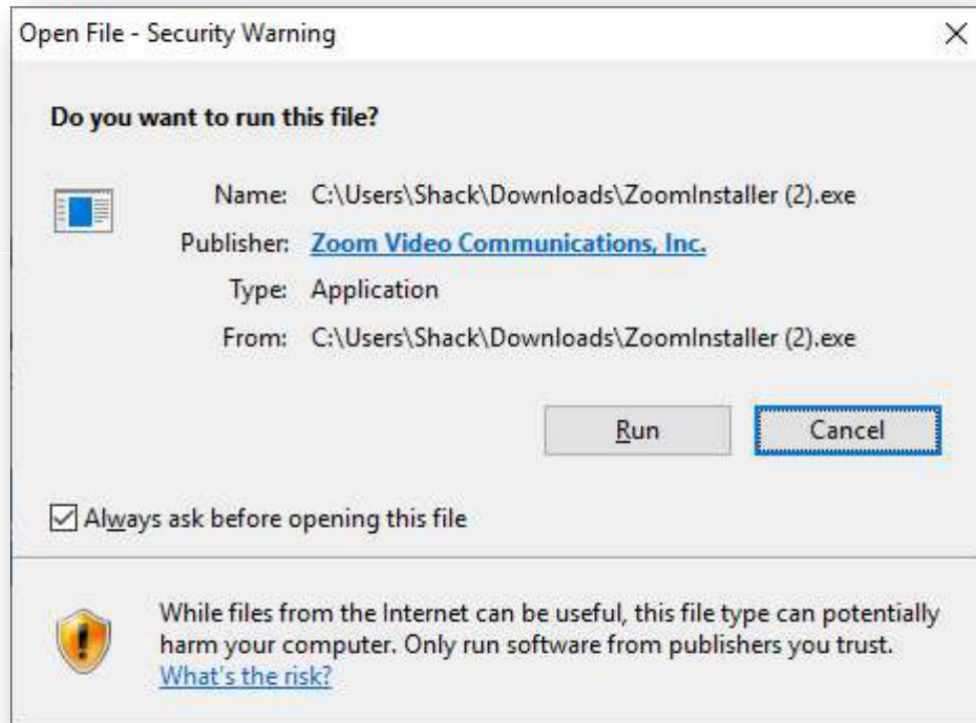 Open File - Security Warning
Do you want to run this file?
Name: C:\Users\Shack\Downloads\ZoomInstaller (2).exe
Publisher: Zoom Video Communications, Inc.
Type: Application
From: C:\Users\Shack\Downloads\ZoomInstaller (2).exe
Run Cancel
Always ask before opening this file
While files from the Internet can be useful, this file type can potentially
harm your computer. Only run software from publishers you trust.
What's the risk?